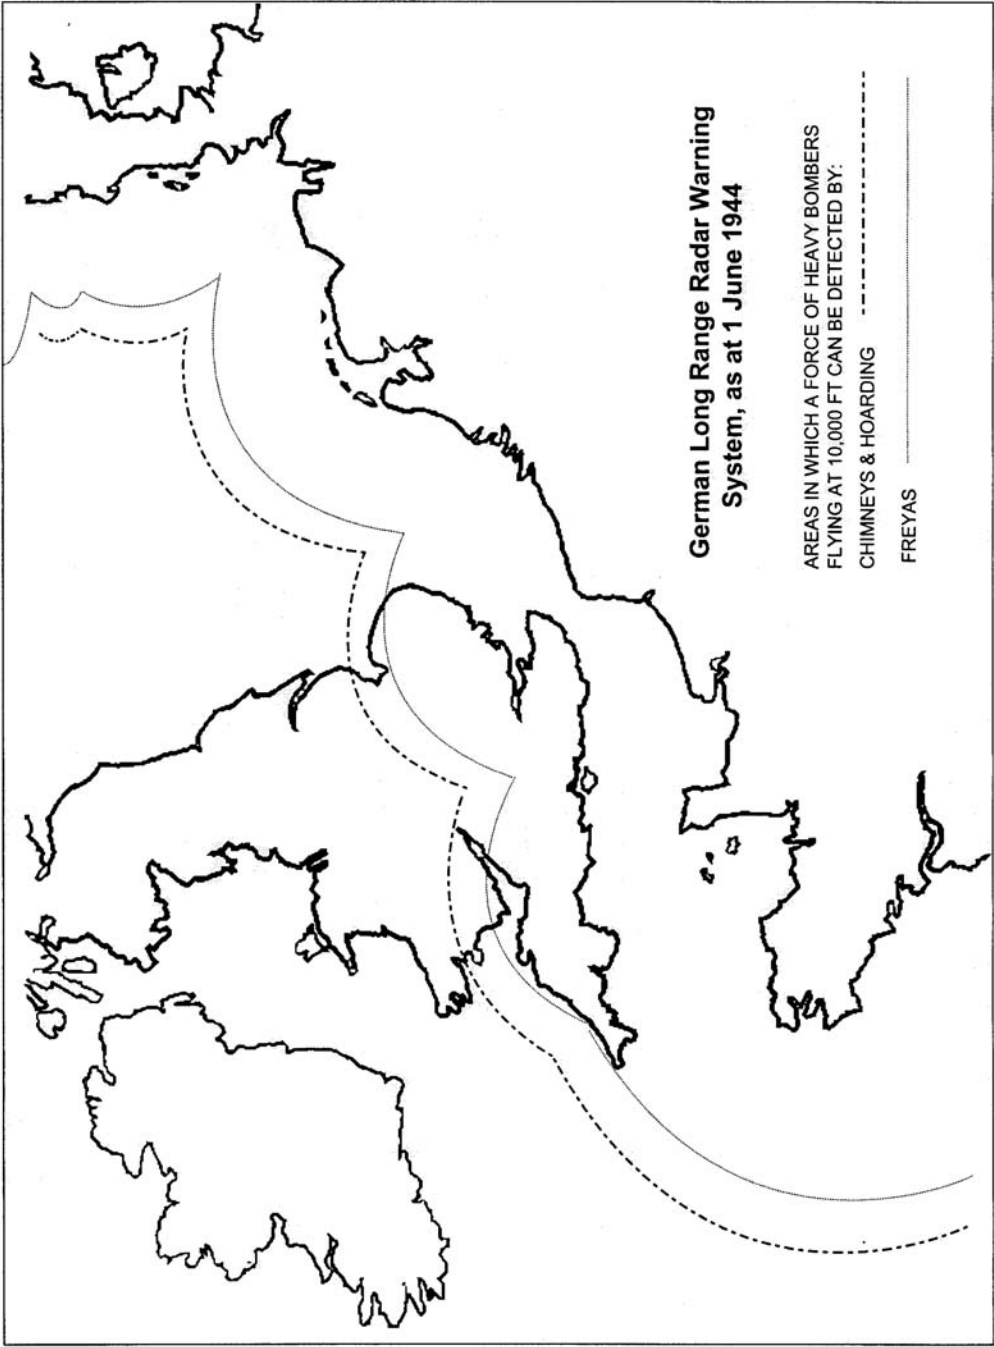 German Long Range Radar Warning
System, as at 1 June 1944
AREAS IN WHICH A FORCE OF HEAVY BOMBERS
FLYING AT 10,000 FT CAN BE DETECTED BY:
CHIMNEYS & HOARDING
FREYAS